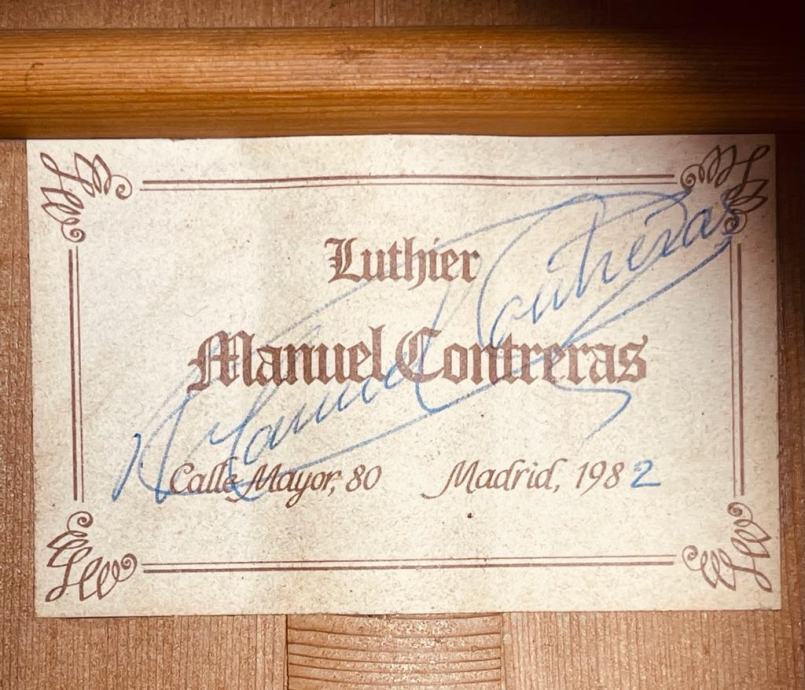 Luthier
Manuel Contreras
Manuel Contreras
Calle Mayor, 80 Madrid, 1982